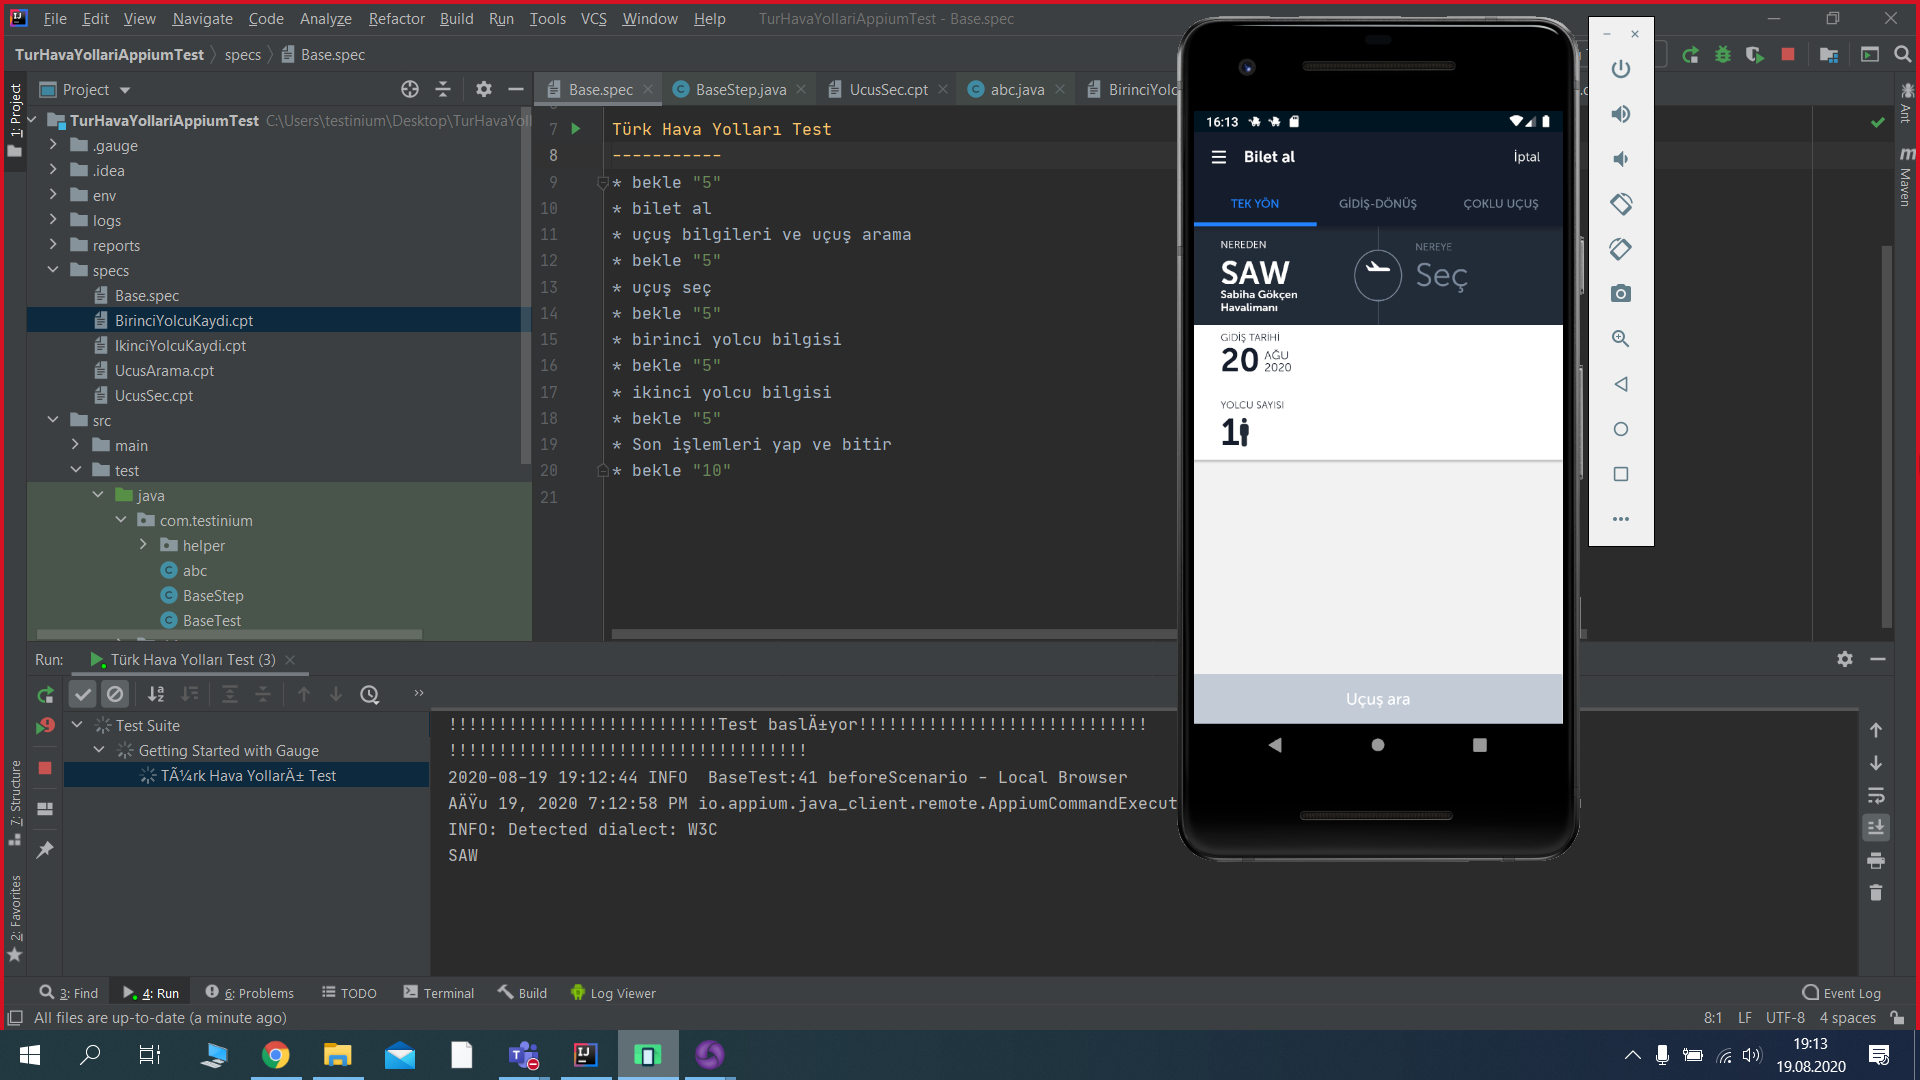 File Edit View Navigate Code Analyze Refactor Build Run Tools VCS Window Help TurHavaYollariAppiumTest - Base.spec
TurHavaYollariAppiumTest specs Base.spec
1: Project
Project
Base.spec BaseStep.java UcusSec.cpt abc.java BirinciYolc
TurHavaYollariAppiumTest C:\Users\testinium\Desktop\TurHavaYoll
.gauge
.idea
env
logs
reports
specs
Base.spec
BirinciYolcuKaydi.cpt
IkinciYolcuKaydi.cpt
UcusArama.cpt
UcusSec.cpt
src
main
test
java
com.testinium
helper
abc
BaseStep
BaseTest
7 Türk Hava Yolları Test
8 -----------
9 * bekle "5"
10 * bilet al
11 * uçuş bilgileri ve uçuş arama
12 * bekle "5"
13 * uçuş seç
14 * bekle "5"
15 * birinci yolcu bilgisi
16 * bekle "5"
17 * ikinci yolcu bilgisi
18 * bekle "5"
19 * Son işlemleri yap ve bitir
20 * bekle "10"
21
16:13
Bilet al İptal
TEK YÖN GİDİŞ-DÖNÜŞ ÇOKLU UÇUŞ
NEREDEN NEREYE
SAW Seç
Sabiha Gökçen
Havalimanı
GİDİŞ TARİHİ
20 AĞU
2020
YOLCU SAYISI
1
Uçuş ara
Ant
m Maven
Run: Türk Hava Yolları Test (3)
Test Suite
Getting Started with Gauge
TÃ¼rk Hava YollarÄ± Test
!!!!!!!!!!!!!!!!!!!!!!!!!!!Test baslÄ±yor!!!!!!!!!!!!!!!!!!!!!!!!!!!!!
!!!!!!!!!!!!!!!!!!!!!!!!!!!!!!!!!!!!
2020-08-19 19:12:44 INFO  BaseTest:41 beforeScenario - Local Browser
AÄŸu 19, 2020 7:12:58 PM io.appium.java_client.remote.AppiumCommandExecut
INFO: Detected dialect: W3C
SAW
7: Structure
2: Favorites
3: Find 4: Run 6: Problems TODO Terminal Build Log Viewer Event Log
All files are up-to-date (a minute ago) 8:1 LF UTF-8 4 spaces
19:13
19.08.2020